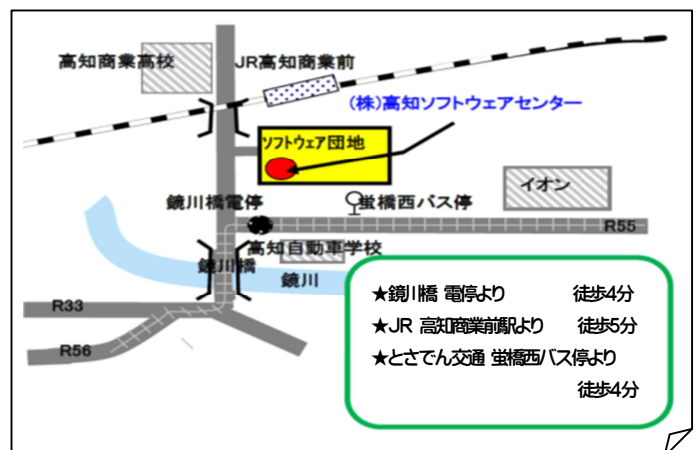 高知商業高校
JR高知商業前
(株)高知ソフトウェアセンター
ソフトウェア団地
イオン
鏡川橋電停
蛍橋西バス停
R55
高知自動車学校
鏡川橋
鏡川
R33
R56
★鏡川橋 電停より 徒歩4分
★JR 高知商業前駅より 徒歩5分
★とさでん交通 蛍橋西バス停より
徒歩4分